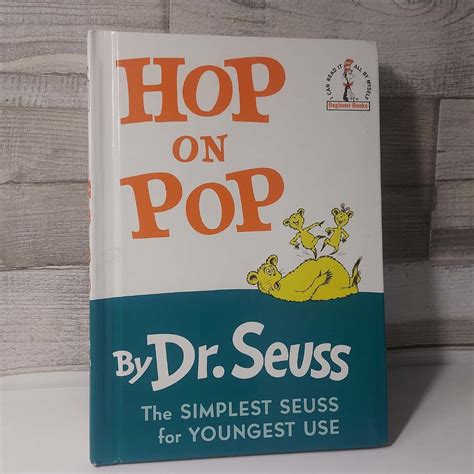 HOP
ON
POP
I CAN READ IT ALL BY MYSELF
Beginner Books
By Dr. Seuss
The SIMPLEST SEUSS
for YOUNGEST USE